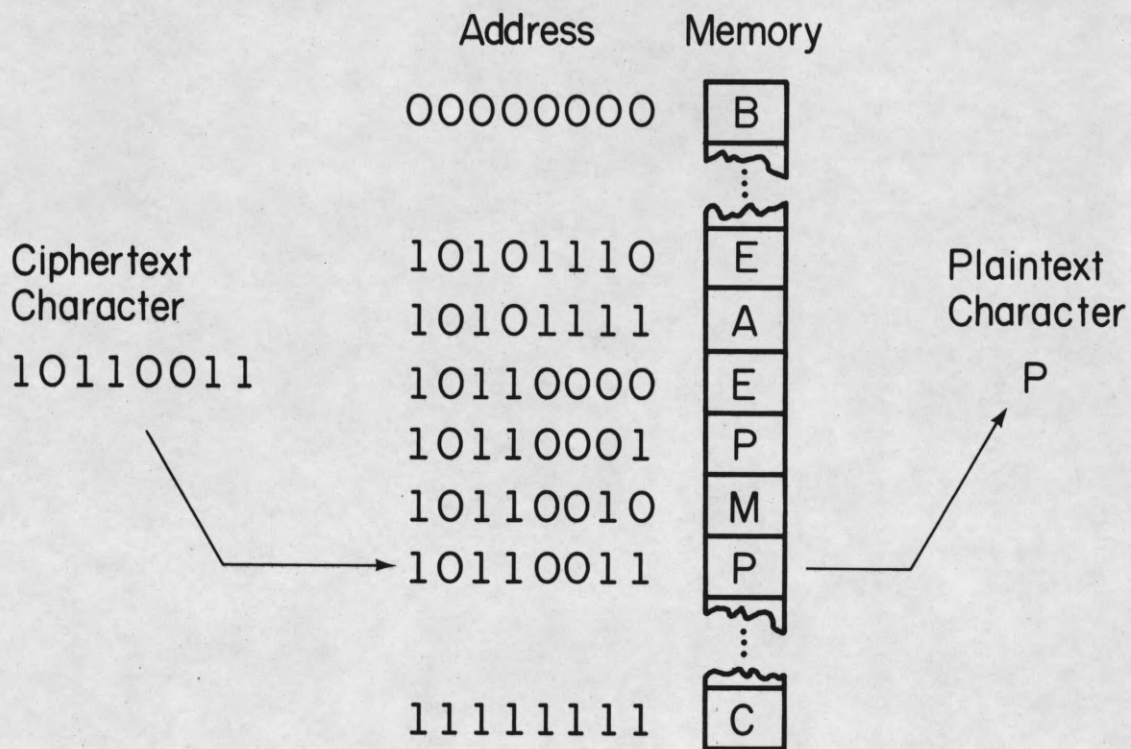 Address Memory
00000000 B
10101110 E
Ciphertext
Character
10110011
10101111 A
10110000 E
10110001 P
10110010 M
10110011 P
11111111 C
Plaintext
Character
P